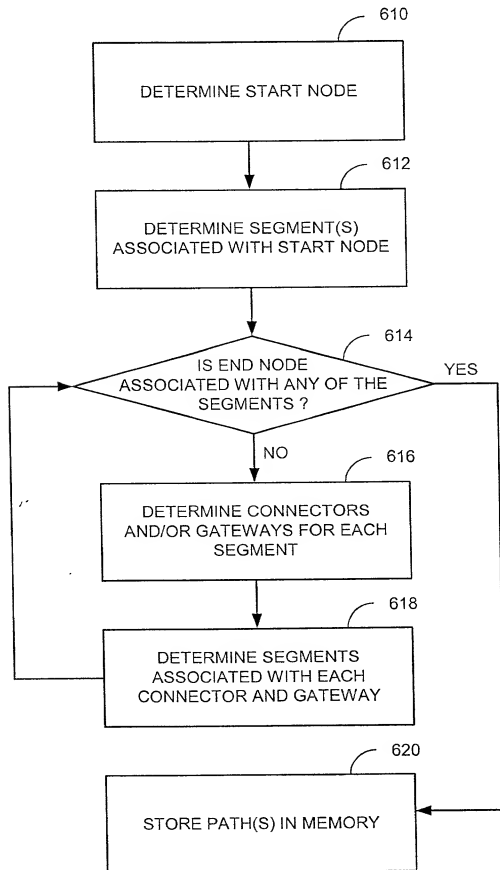 610
DETERMINE START NODE
612
DETERMINE SEGMENT(S)
ASSOCIATED WITH START NODE
614
IS END NODE
ASSOCIATED WITH ANY OF THE
SEGMENTS ?
YES
NO
616
DETERMINE CONNECTORS
AND/OR GATEWAYS FOR EACH
SEGMENT
618
DETERMINE SEGMENTS
ASSOCIATED WITH EACH
CONNECTOR AND GATEWAY
620
STORE PATH(S) IN MEMORY